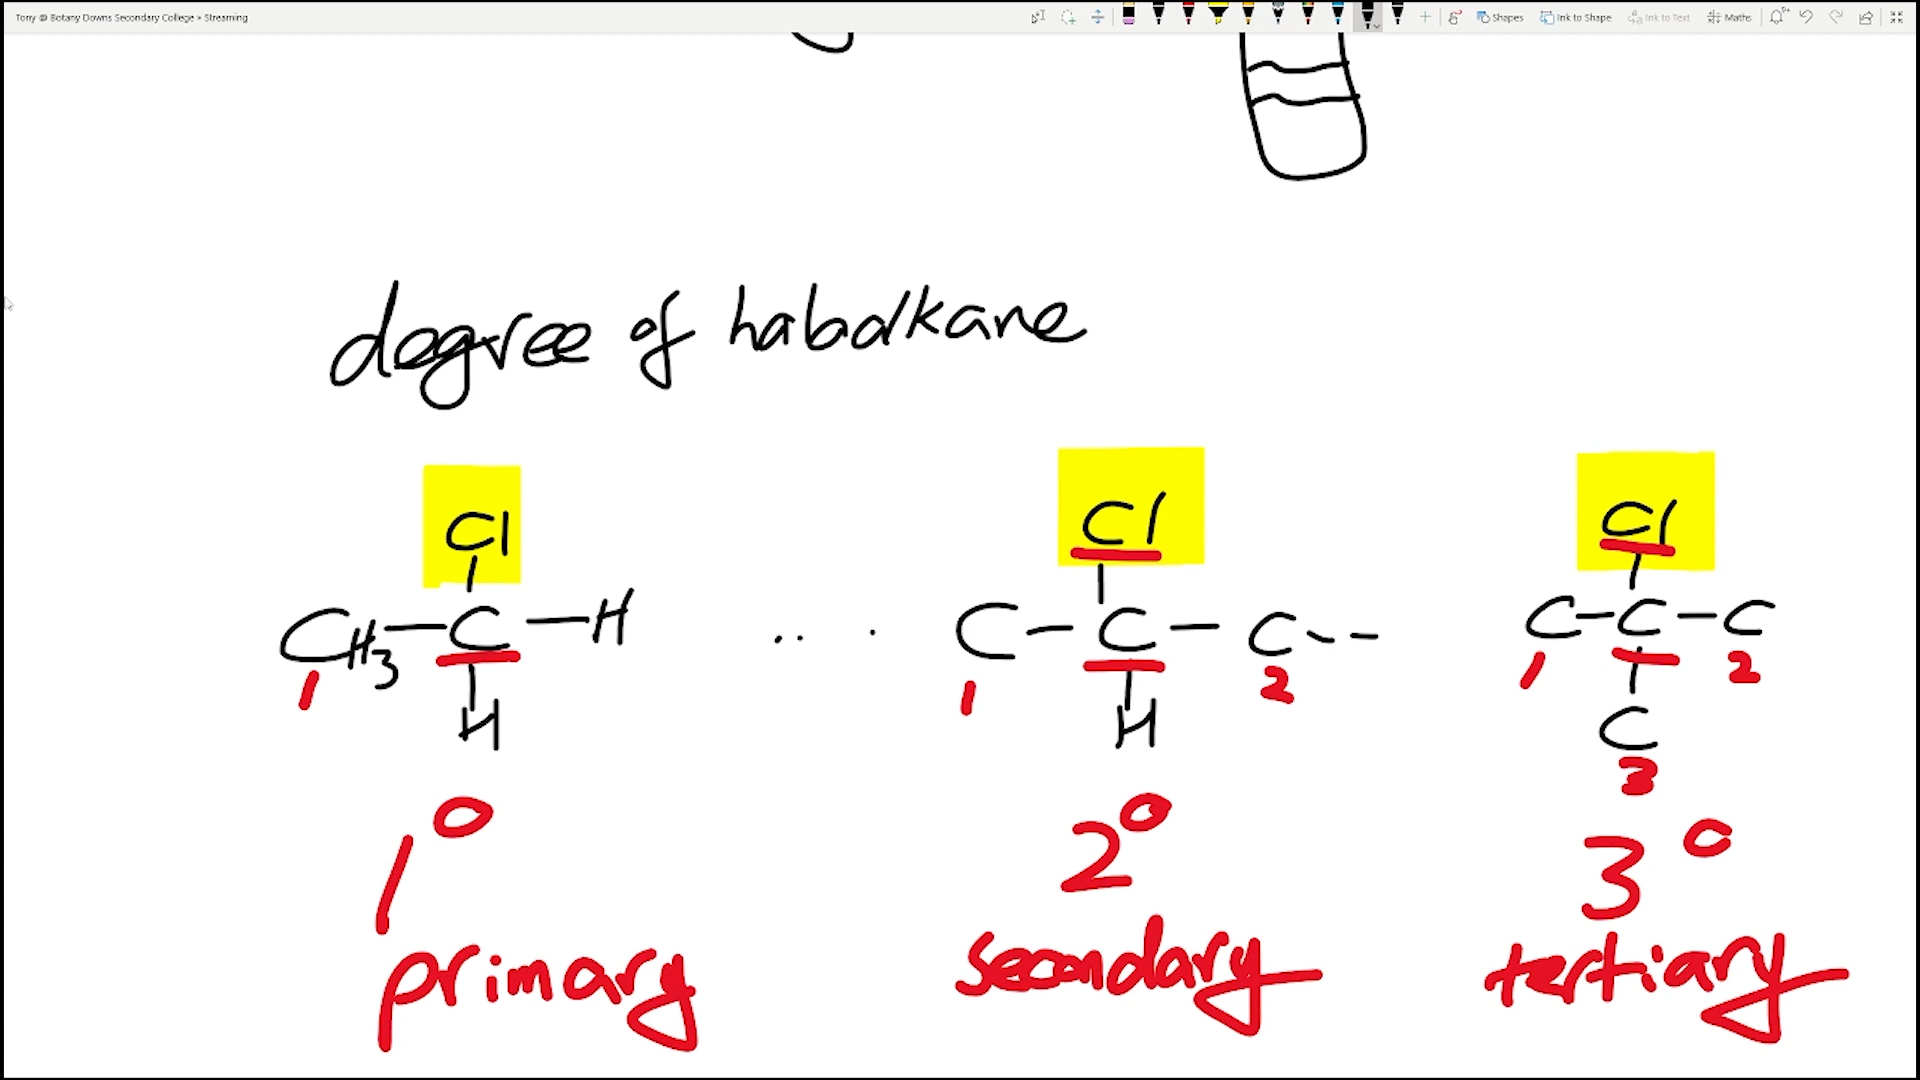 Tony @ Botany Downs Secondary College » Streaming
Shapes Ink to Shape Ink to Text Maths
degree of habalkane
Cl Cl Cl
CH3 — C — H .. . C — C — C - - C — C — C
1 1 2 1 2
H H C
3
1° 2° 3°
primary secondary tertiary